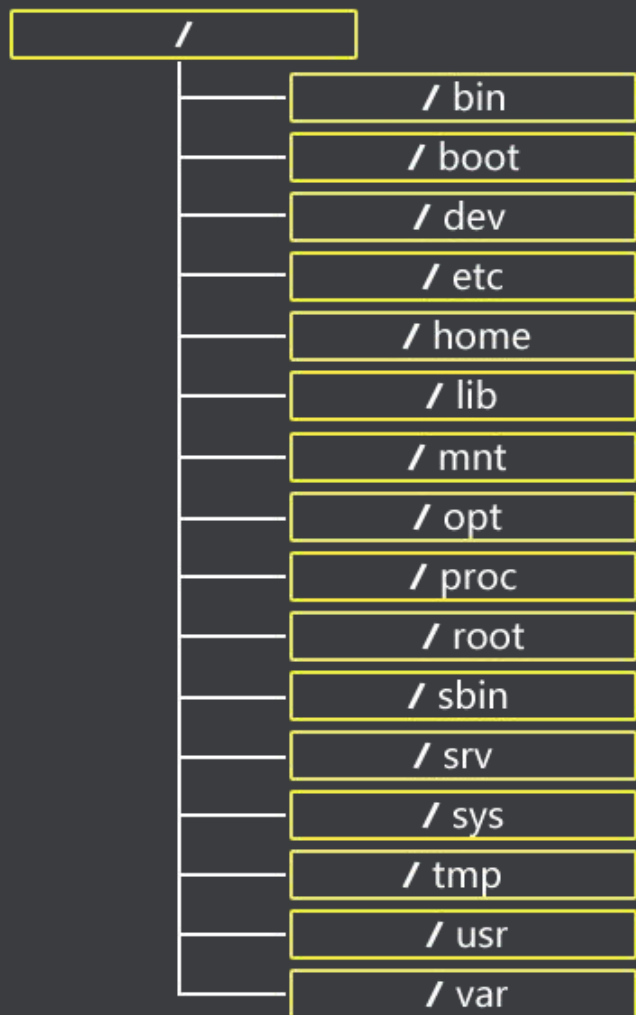 /
/ bin
/ boot
/ dev
/ etc
/ home
/ lib
/ mnt
/ opt
/ proc
/ root
/ sbin
/ srv
/ sys
/ tmp
/ usr
/ var